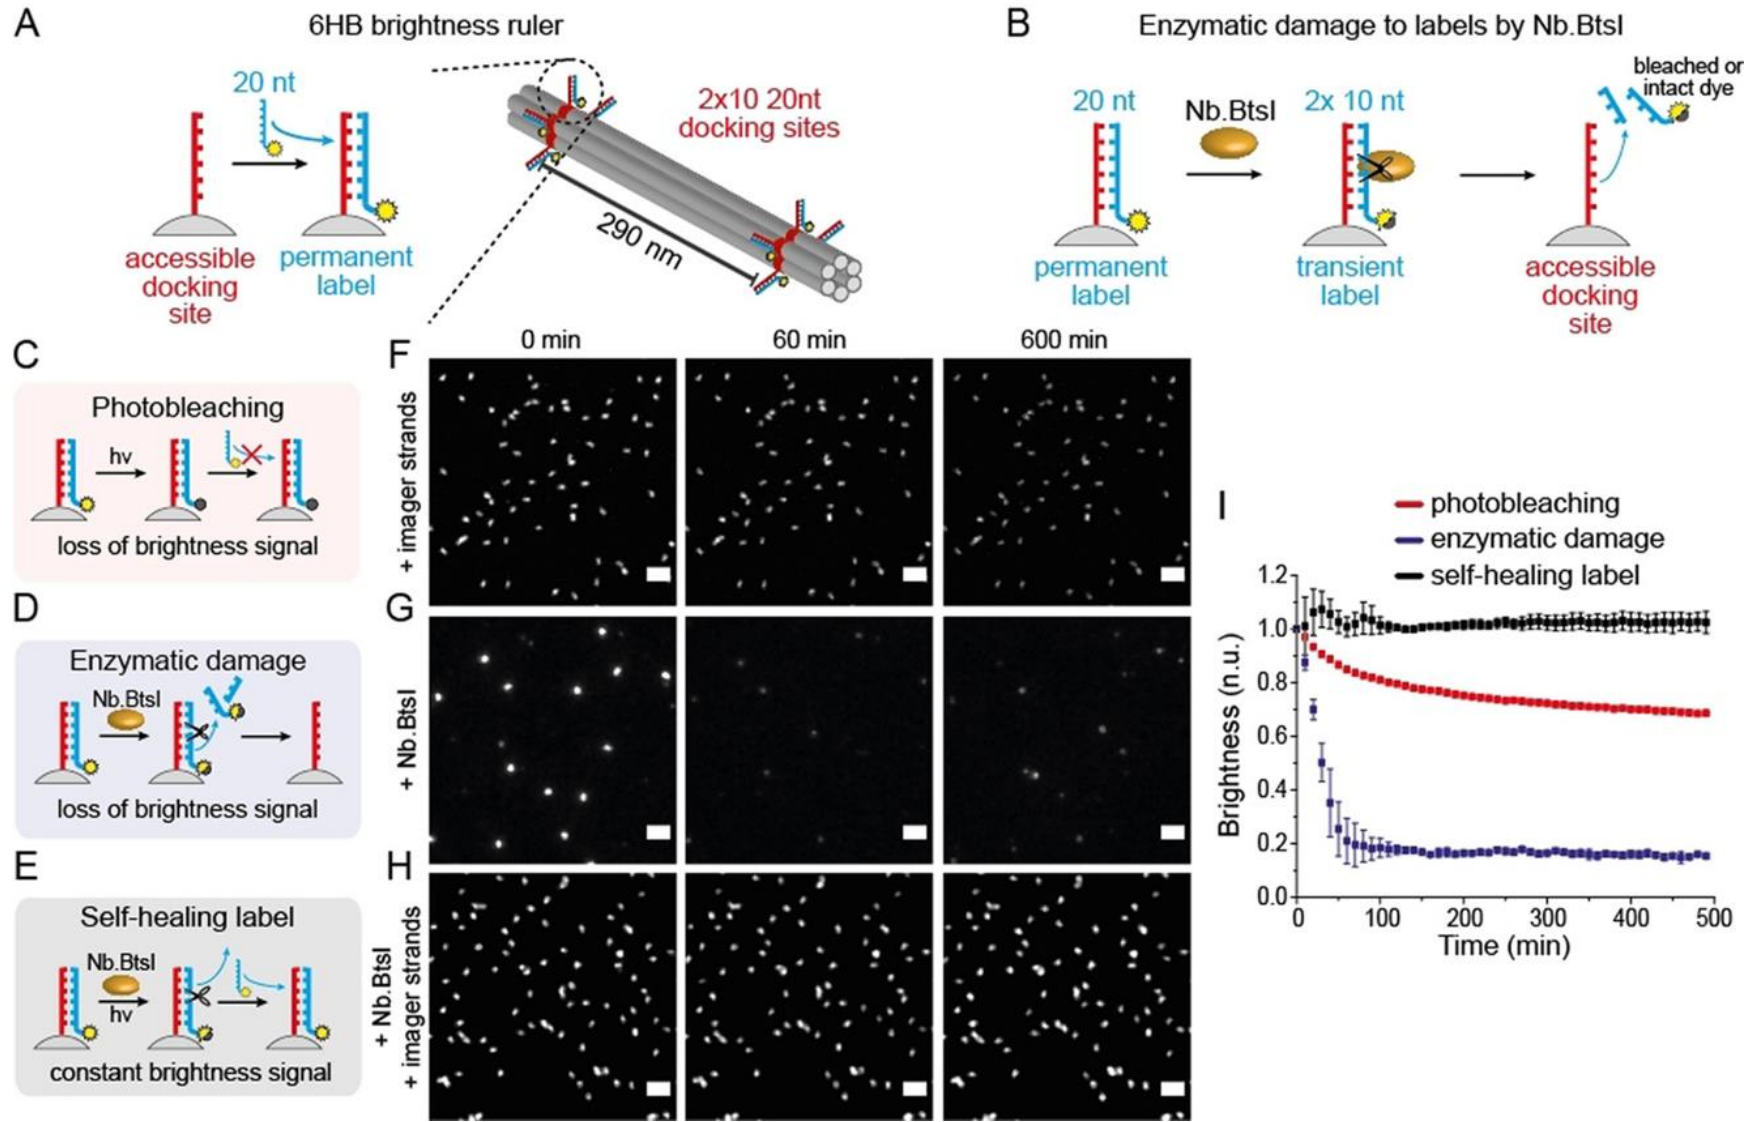 A
6HB brightness ruler
20 nt
accessible
docking
site
permanent
label
2x10 20nt
docking sites
290 nm
B
Enzymatic damage to labels by Nb.BtsI
20 nt
Nb.BtsI
2x 10 nt
bleached or
intact dye
permanent
label
transient
label
accessible
docking
site
C
Photobleaching
hv
loss of brightness signal
D
Enzymatic damage
Nb.BtsI
loss of brightness signal
E
Self-healing label
Nb.BtsI
hv
constant brightness signal
0 min
60 min
600 min
F
+ imager strands
G
+ Nb.BtsI
H
+ Nb.BtsI
+ imager strands
I
photobleaching
enzymatic damage
self-healing label
Brightness (n.u.)
1.2
1.0
0.8
0.6
0.4
0.2
0.0
0
100
200
300
400
500
Time (min)